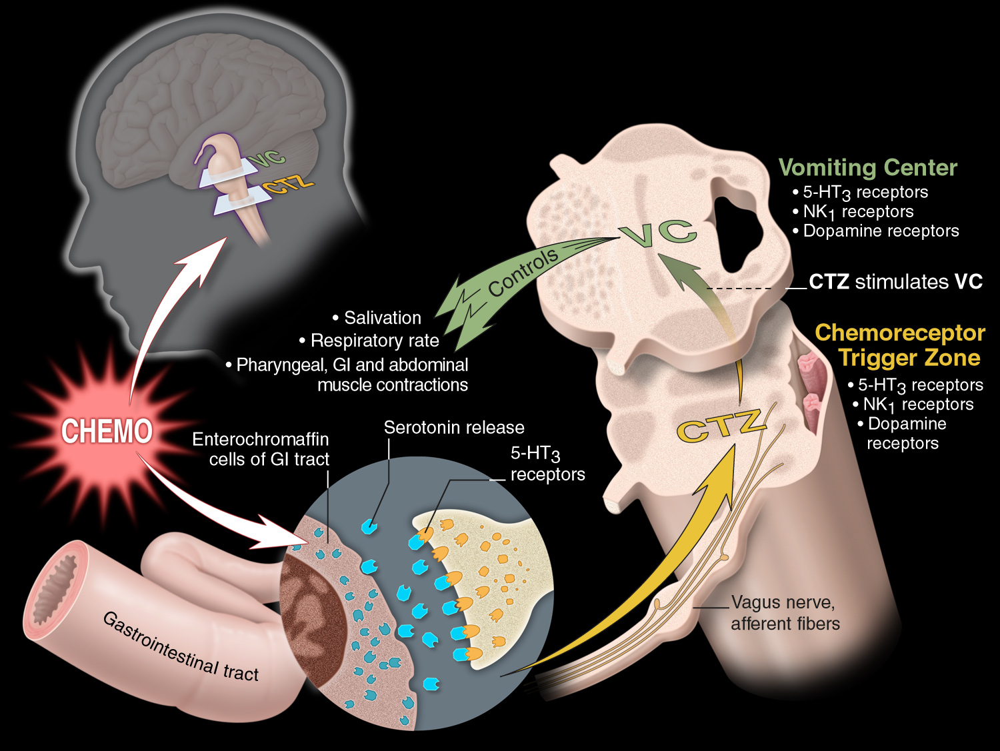 VC
CTZ
Vomiting Center
• 5-HT3 receptors
• NK1 receptors
• Dopamine receptors
VC
Controls
CTZ stimulates VC
• Salivation
• Respiratory rate
• Pharyngeal, GI and abdominal
muscle contractions
Chemoreceptor
Trigger Zone
• 5-HT3 receptors
• NK1 receptors
• Dopamine
receptors
CTZ
CHEMO
Enterochromaffin
cells of GI tract
Serotonin release
5-HT3
receptors
Gastrointestinal tract
Vagus nerve,
afferent fibers